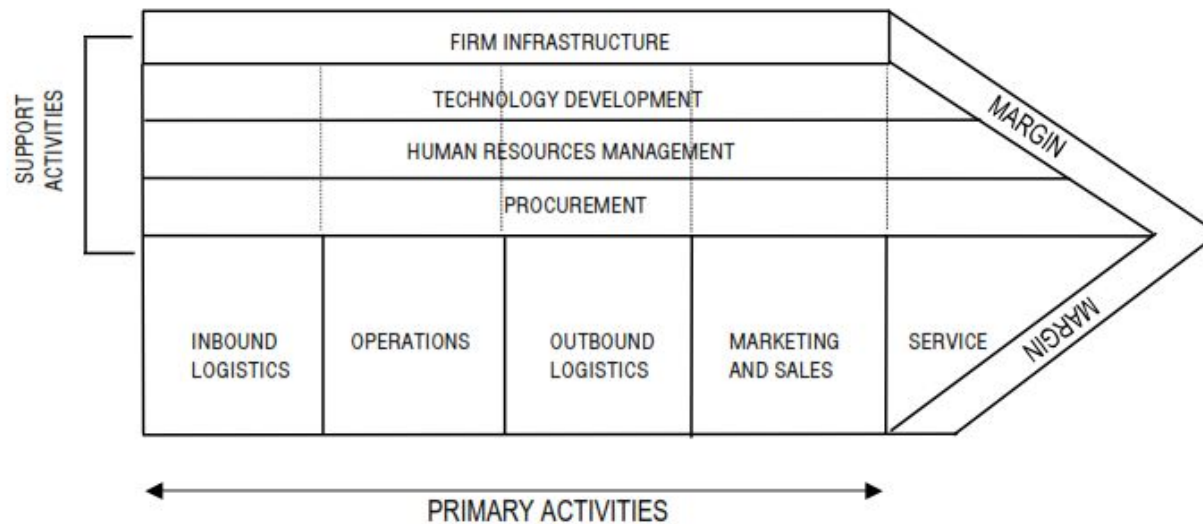 SUPPORT
ACTIVITIES
FIRM INFRASTRUCTURE
TECHNOLOGY DEVELOPMENT
HUMAN RESOURCES MANAGEMENT
PROCUREMENT
MARGIN
INBOUND
LOGISTICS
OPERATIONS
OUTBOUND
LOGISTICS
MARKETING
AND SALES
SERVICE
MARGIN
PRIMARY ACTIVITIES